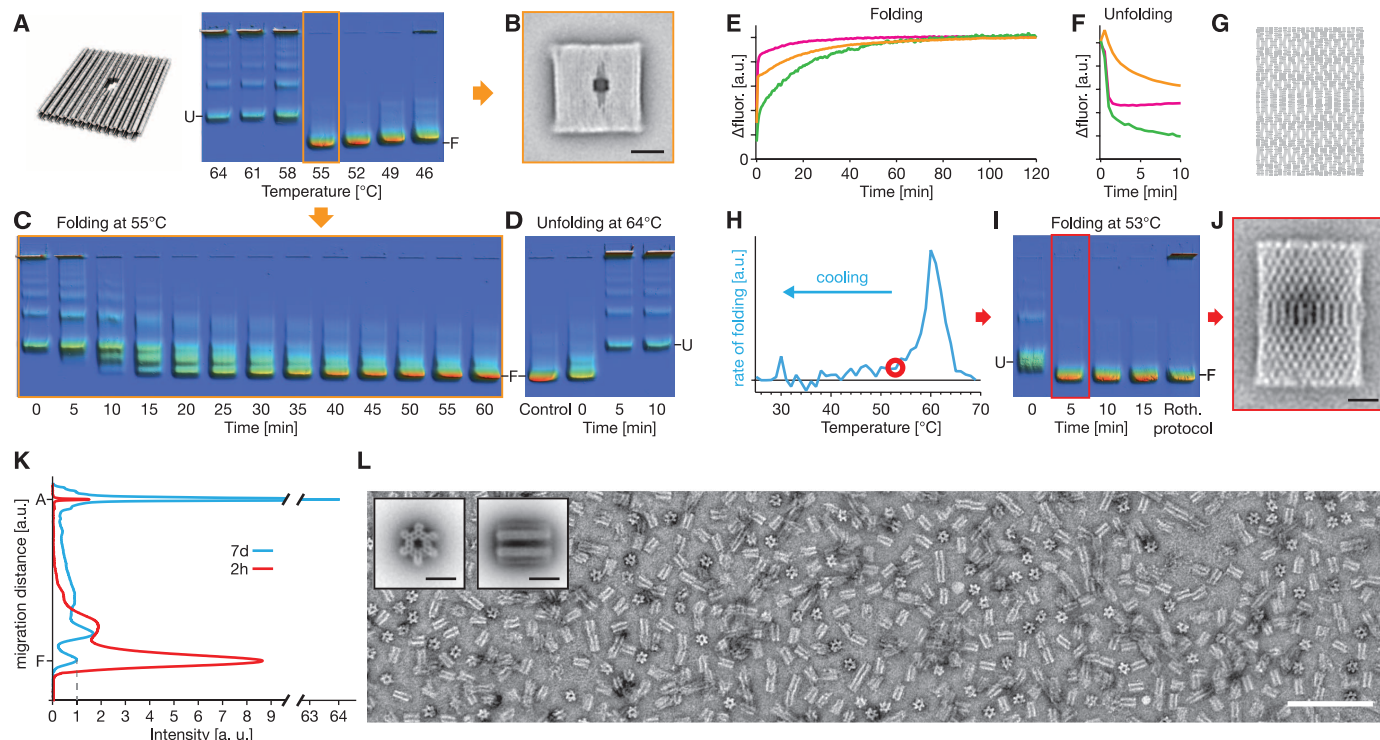 A
U
F
64 61 58 55 52 49 46
Temperature [°C]
B
E
Folding
Δfluor. [a.u.]
0
0 20 40 60 80 100 120
Time [min]
F
Unfolding
Δfluor. [a.u.]
0 5 10
Time [min]
G
C
Folding at 55°C
0 5 10 15 20 25 30 35 40 45 50 55 60
Time [min]
D
Unfolding at 64°C
U
F
Control 0 5 10
Time [min]
H
rate of folding [a.u.]
cooling
30 40 50 60 70
Temperature [°C]
I
Folding at 53°C
U
F
0 5 10 15 Roth.
Time [min] protocol
J
K
migration distance [a.u.]
A
F
7d
2h
0 1 2 3 4 5 6 7 8 9 63 64
Intensity [a. u.]
L